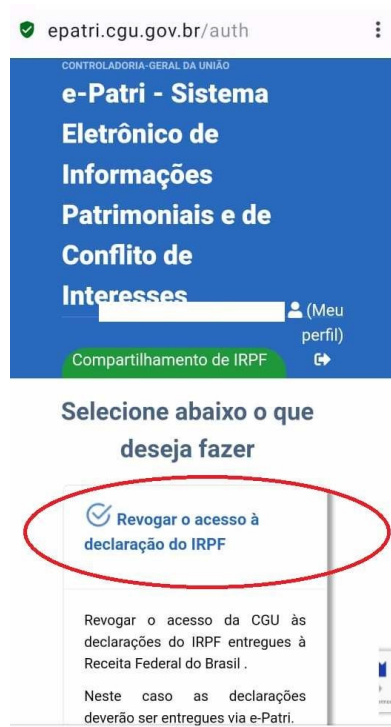 epatri.cgu.gov.br/auth
CONTROLADORIA-GERAL DA UNIÃO
e-Patri - Sistema
Eletrônico de
Informações
Patrimoniais e de
Conflito de
Interesses
(Meu
perfil)
Compartilhamento de IRPF
Selecione abaixo o que
deseja fazer
Revogar o acesso à
declaração do IRPF
Revogar o acesso da CGU às
declarações do IRPF entregues à
Receita Federal do Brasil .
Neste caso as declarações
deverão ser entregues via e-Patri.